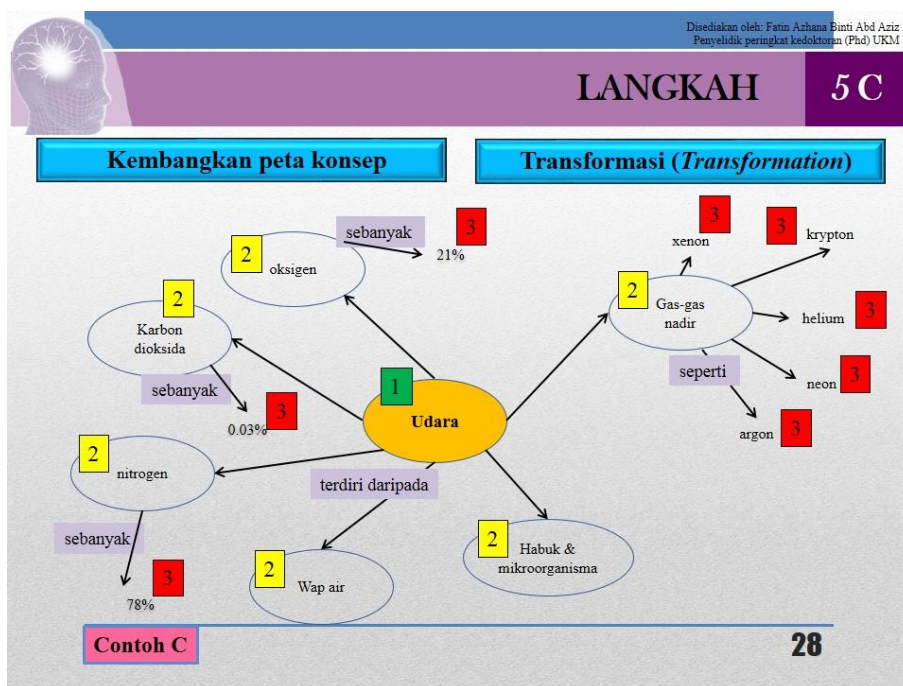 Disediakan oleh: Fatin Azhana Binti Abd Aziz
Penyelidik peringkat kedoktoran (Phd) UKM
LANGKAH
5 C
Kembangkan peta konsep
Transformasi (Transformation)
sebanyak
3
21%
2
oksigen
2
Karbon
dioksida
sebanyak
3
0.03%
2
nitrogen
sebanyak
3
78%
1
Udara
terdiri daripada
2
Wap air
2
Habuk &
mikroorganisma
2
Gas-gas
nadir
seperti
3
xenon
3
krypton
helium
3
neon
3
argon
3
Contoh C
28